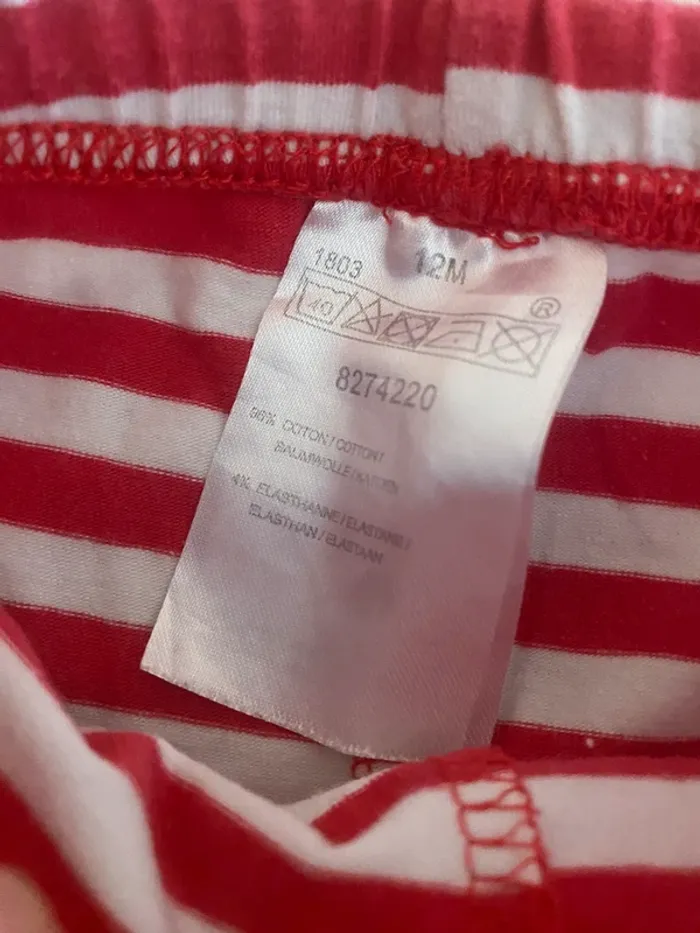 1803 12M
40 ®
8274220
96% COTON/COTTON/
BAUMWOLLE/KATOEN
4% ELASTHANNE/ELASTANE/
ELASTHAN/ELASTAAN